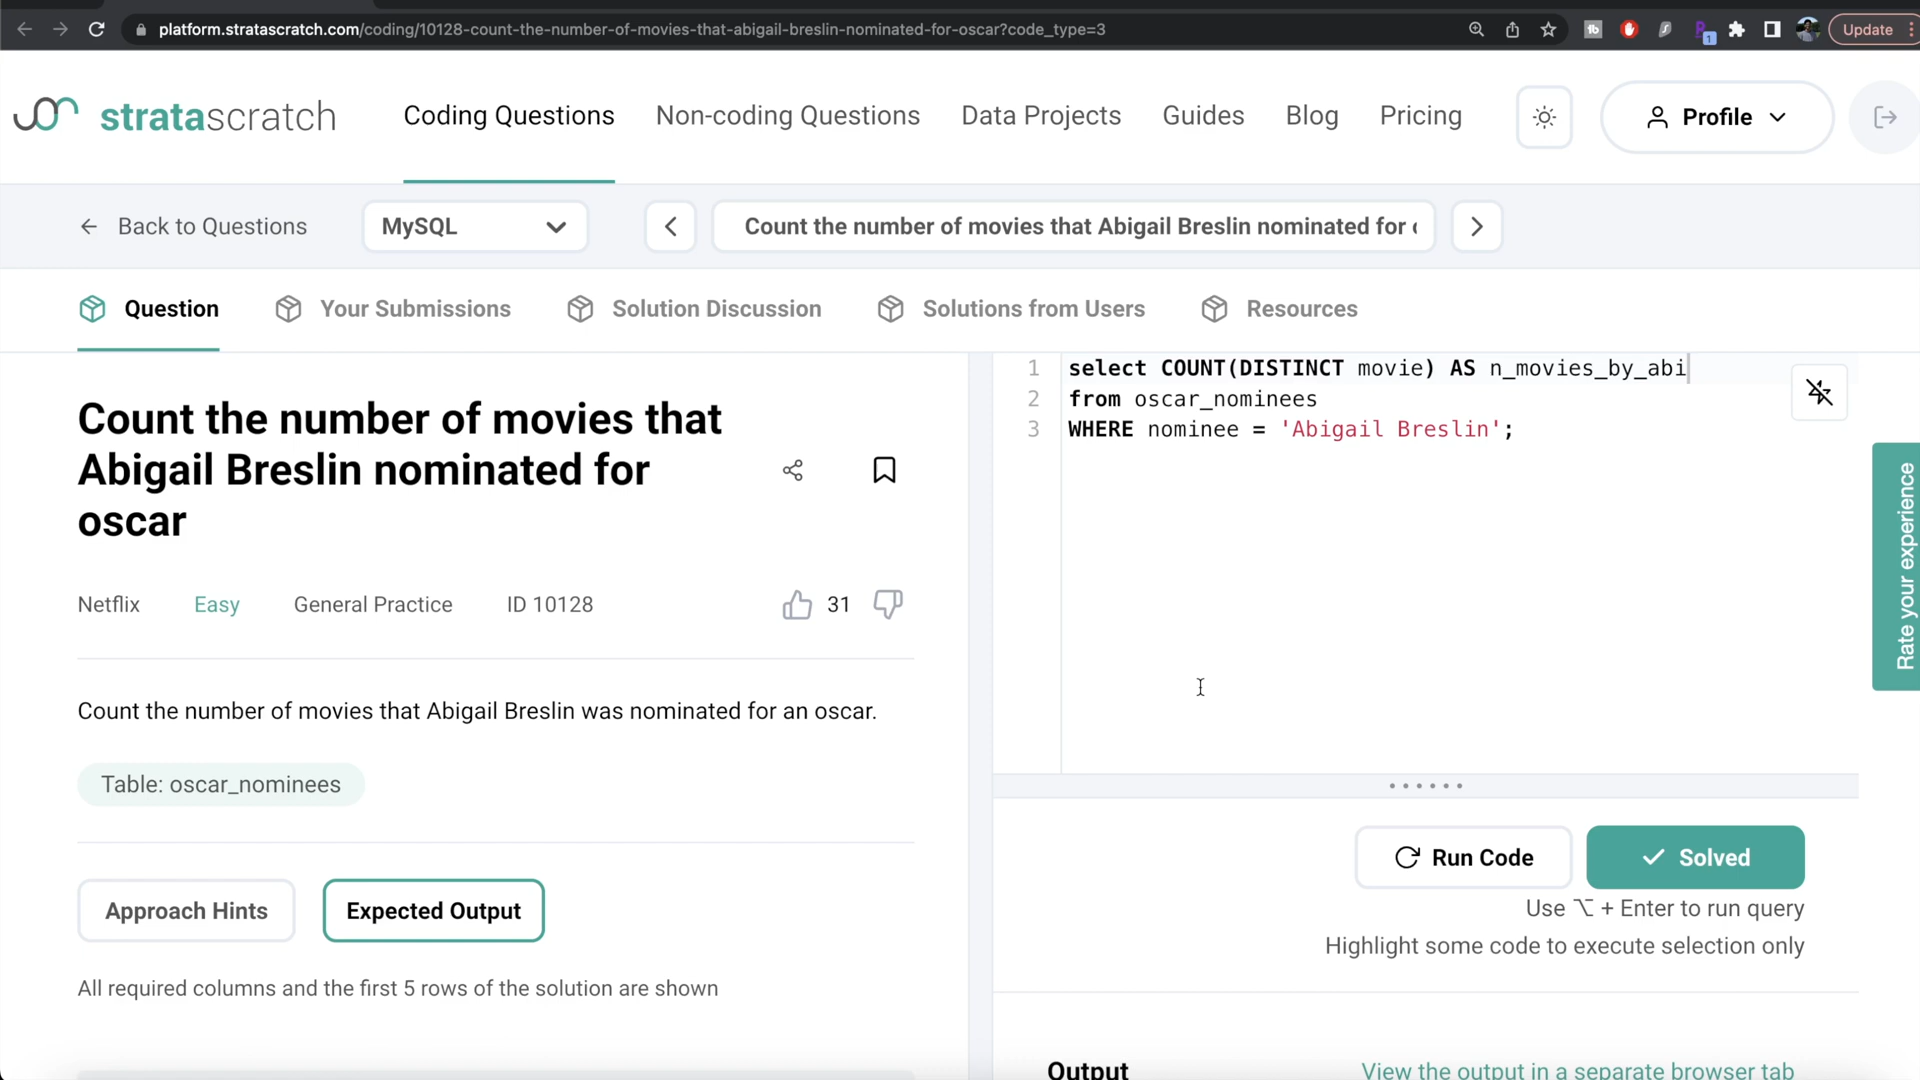 platform.stratascratch.com/coding/10128-count-the-number-of-movies-that-abigail-breslin-nominated-for-oscar?code_type=3
1
Update
stratascratch
Coding Questions
Non-coding Questions
Data Projects
Guides
Blog
Pricing
Profile
Back to Questions
MySQL
Count the number of movies that Abigail Breslin nominated for
Question
Your Submissions
Solution Discussion
Solutions from Users
Resources
Count the number of movies that
Abigail Breslin nominated for
oscar
Netflix
Easy
General Practice
ID 10128
31
Count the number of movies that Abigail Breslin was nominated for an oscar.
Table: oscar_nominees
Approach Hints
Expected Output
All required columns and the first 5 rows of the solution are shown
1 select COUNT(DISTINCT movie) AS n_movies_by_abi
2 from oscar_nominees
3 WHERE nominee = 'Abigail Breslin';
Rate your experience
Run Code
Solved
Use ⌥ + Enter to run query
Highlight some code to execute selection only
Output
View the output in a separate browser tab